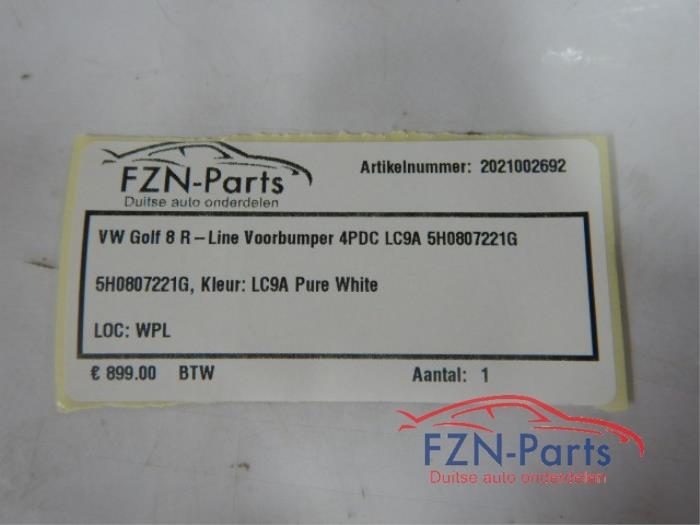 FZN-Parts
Duitse auto onderdelen
Artikelnummer: 2021002692
VW Golf 8 R-Line Voorbumper 4PDC LC9A 5H0807221G
5H0807221G, Kleur: LC9A Pure White
LOC: WPL
€ 899.00 BTW
Aantal: 1
FZN-Parts
Duitse auto onderdelen